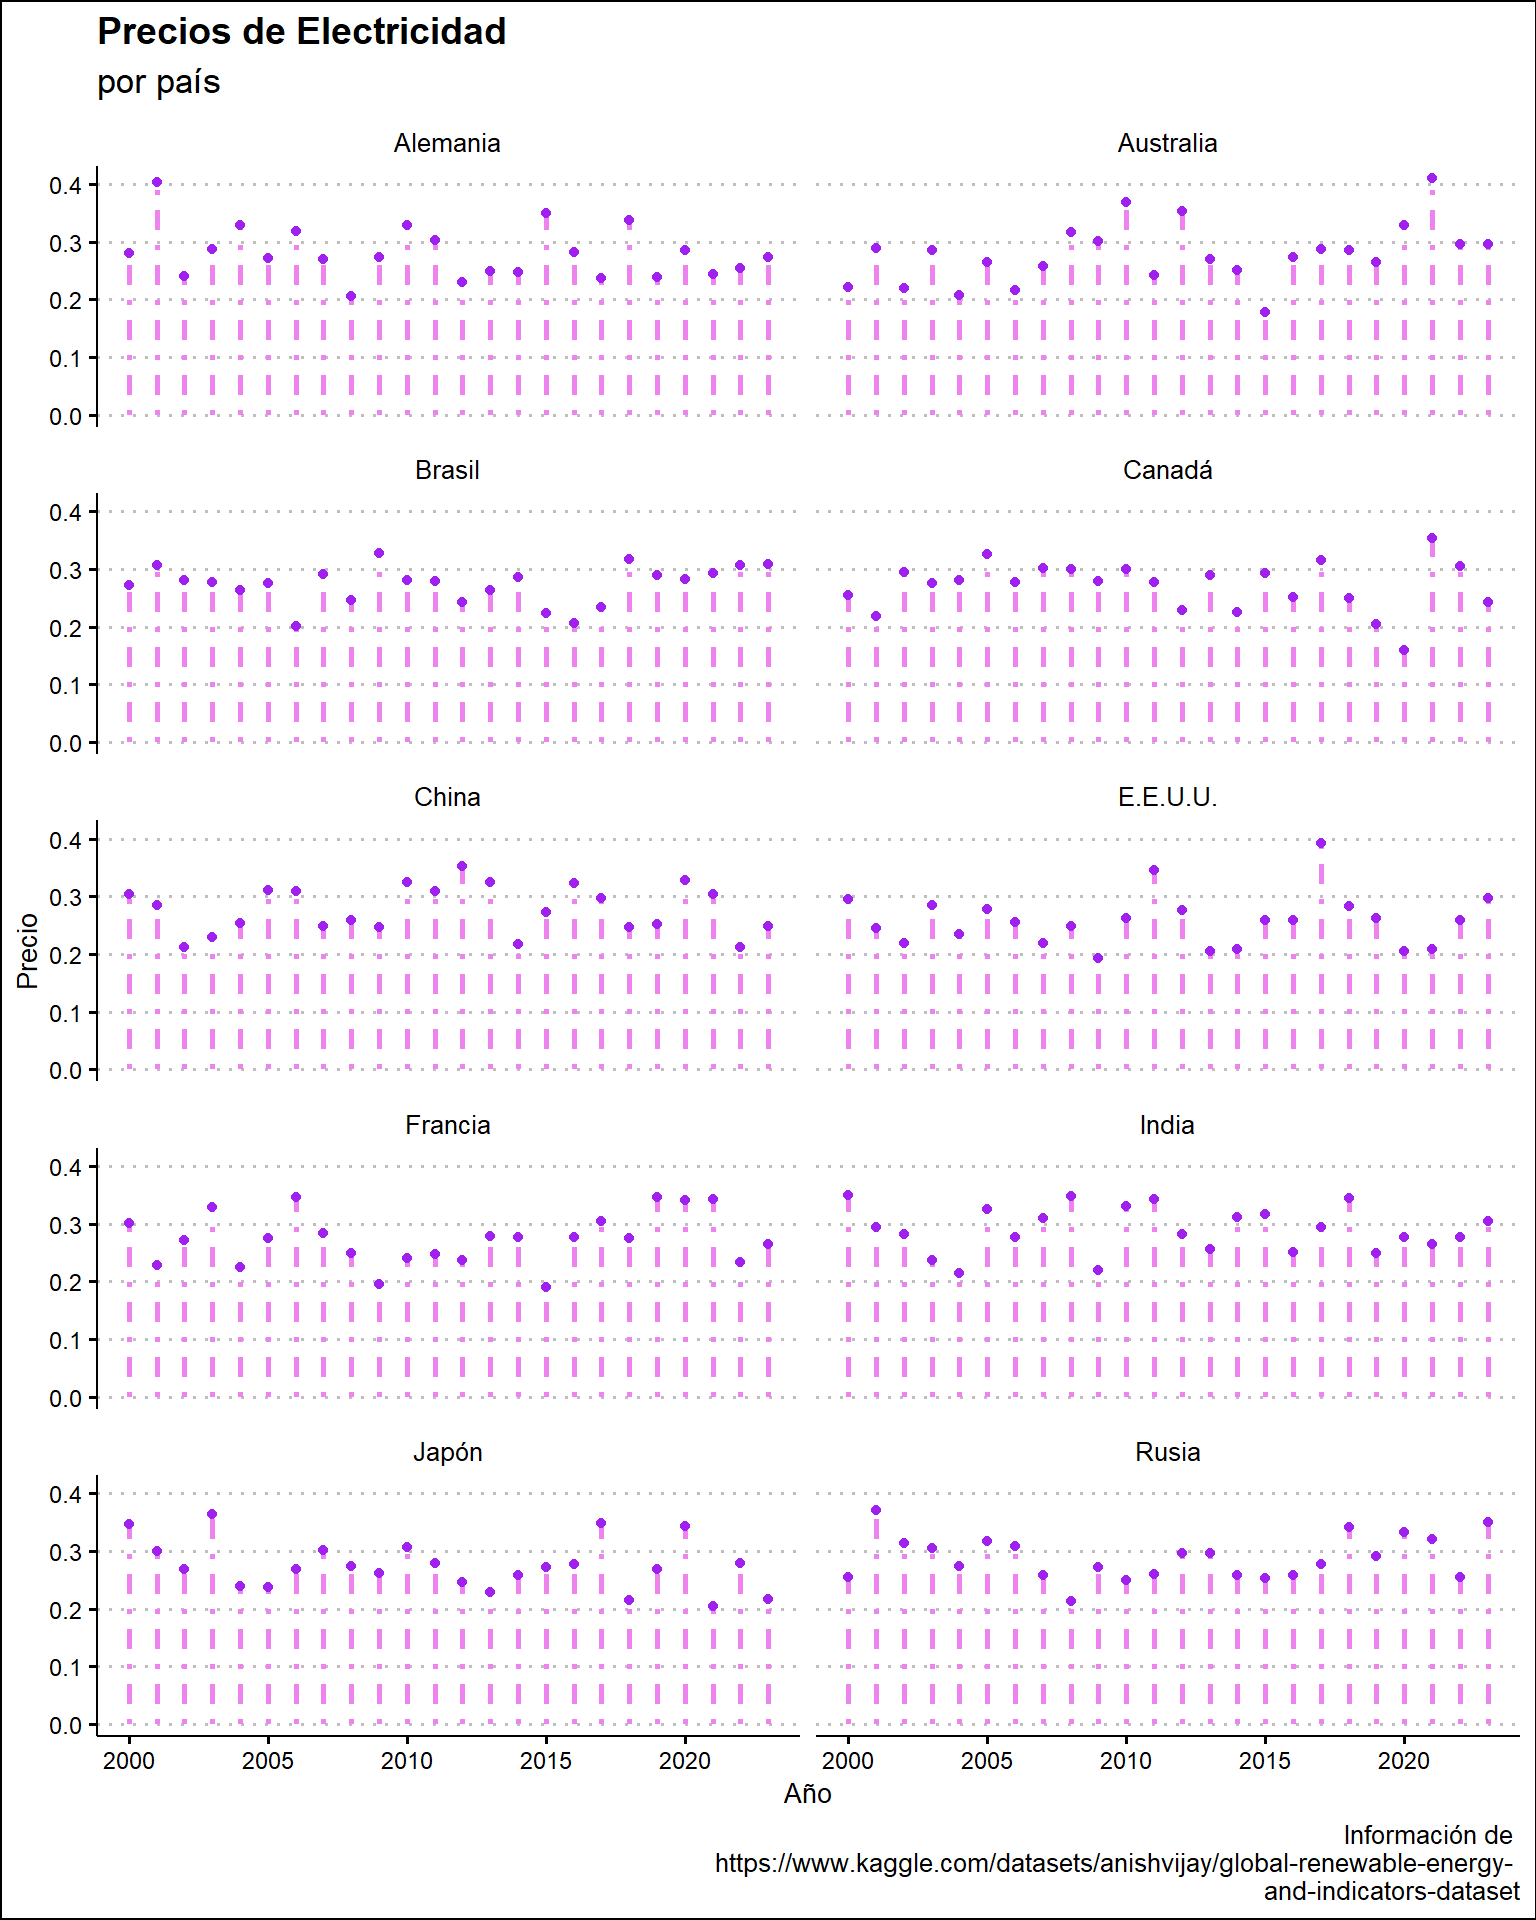 Precios de Electricidad
por país
Alemania
Australia
0.4
0.3
0.2
0.1
0.0
Brasil
Canadá
0.4
0.3
0.2
0.1
0.0
China
E.E.U.U.
0.4
0.3
0.2
0.1
0.0
Precio
Francia
India
0.4
0.3
0.2
0.1
0.0
Japón
Rusia
0.4
0.3
0.2
0.1
0.0
2000 2005 2010 2015 2020
2000 2005 2010 2015 2020
Año
Información de
https://www.kaggle.com/datasets/anishvijay/global-renewable-energy-
and-indicators-dataset